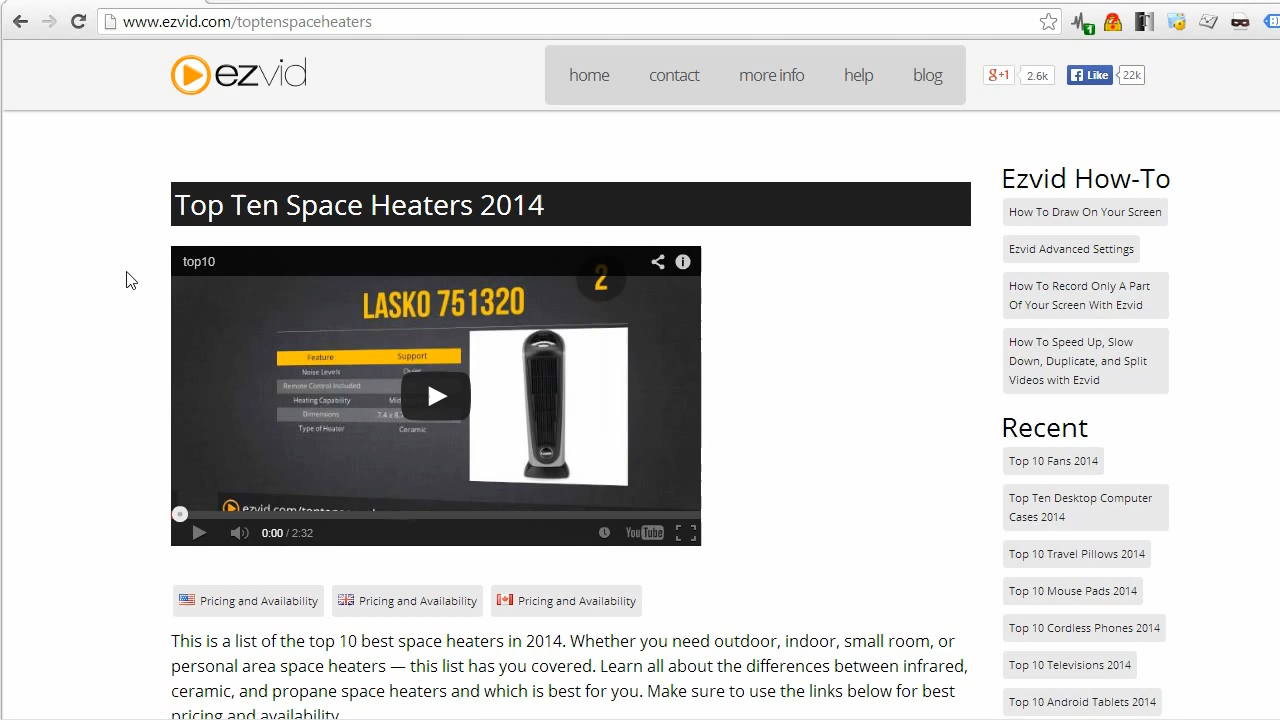 www.ezvid.com/toptenspaceheaters
1
ezvid
home contact more info help blog
g+1 2.6k Like 22k
Top Ten Space Heaters 2014
top10
2
LASKO 751320
Feature Support
Noise Levels
Remote Control Included
Heating Capability
Dimensions
Type of Heater Ceramic
0:00 / 2:32
YouTube
Pricing and Availability Pricing and Availability Pricing and Availability
This is a list of the top 10 best space heaters in 2014. Whether you need outdoor, indoor, small room, or
personal area space heaters — this list has you covered. Learn all about the differences between infrared,
ceramic, and propane space heaters and which is best for you. Make sure to use the links below for best
pricing and availability
Ezvid How-To
How To Draw On Your Screen
Ezvid Advanced Settings
How To Record Only A Part
Of Your Screen With Ezvid
How To Speed Up, Slow
Down, Duplicate, and Split
Videos with Ezvid
Recent
Top 10 Fans 2014
Top Ten Desktop Computer
Cases 2014
Top 10 Travel Pillows 2014
Top 10 Mouse Pads 2014
Top 10 Cordless Phones 2014
Top 10 Televisions 2014
Top 10 Android Tablets 2014